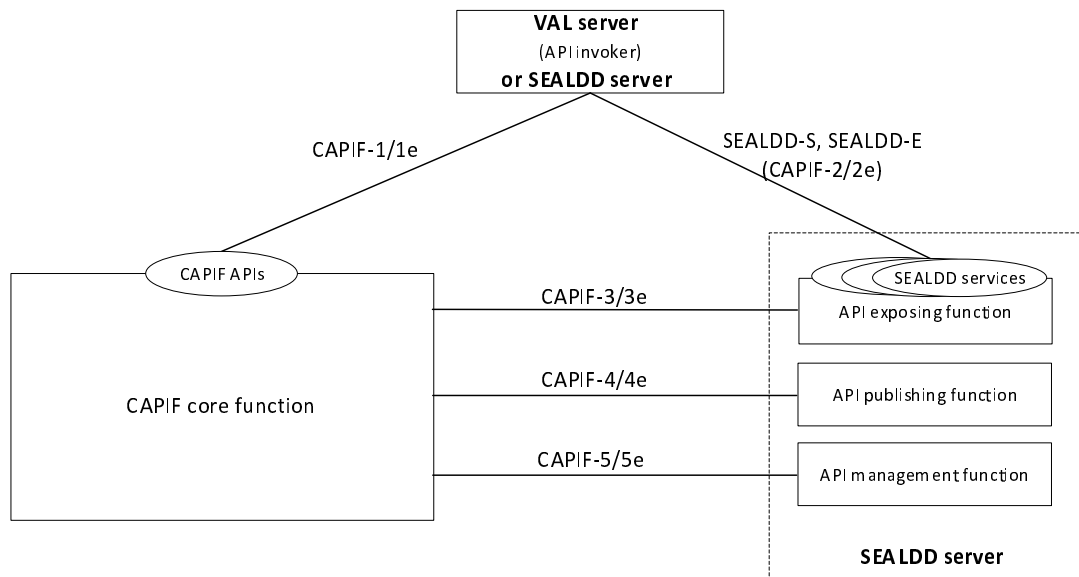 VAL server
(API invoker)
or SEALDD server
CAPIF-1/1e
SEALDD-S, SEALDD-E
(CAPIF-2/2e)
CAPIF APIs
SEALDD services
CAPIF-3/3e
API exposing function
CAPIF-4/4e
API publishing function
CAPIF core function
CAPIF-5/5e
API management function
SEALDD server